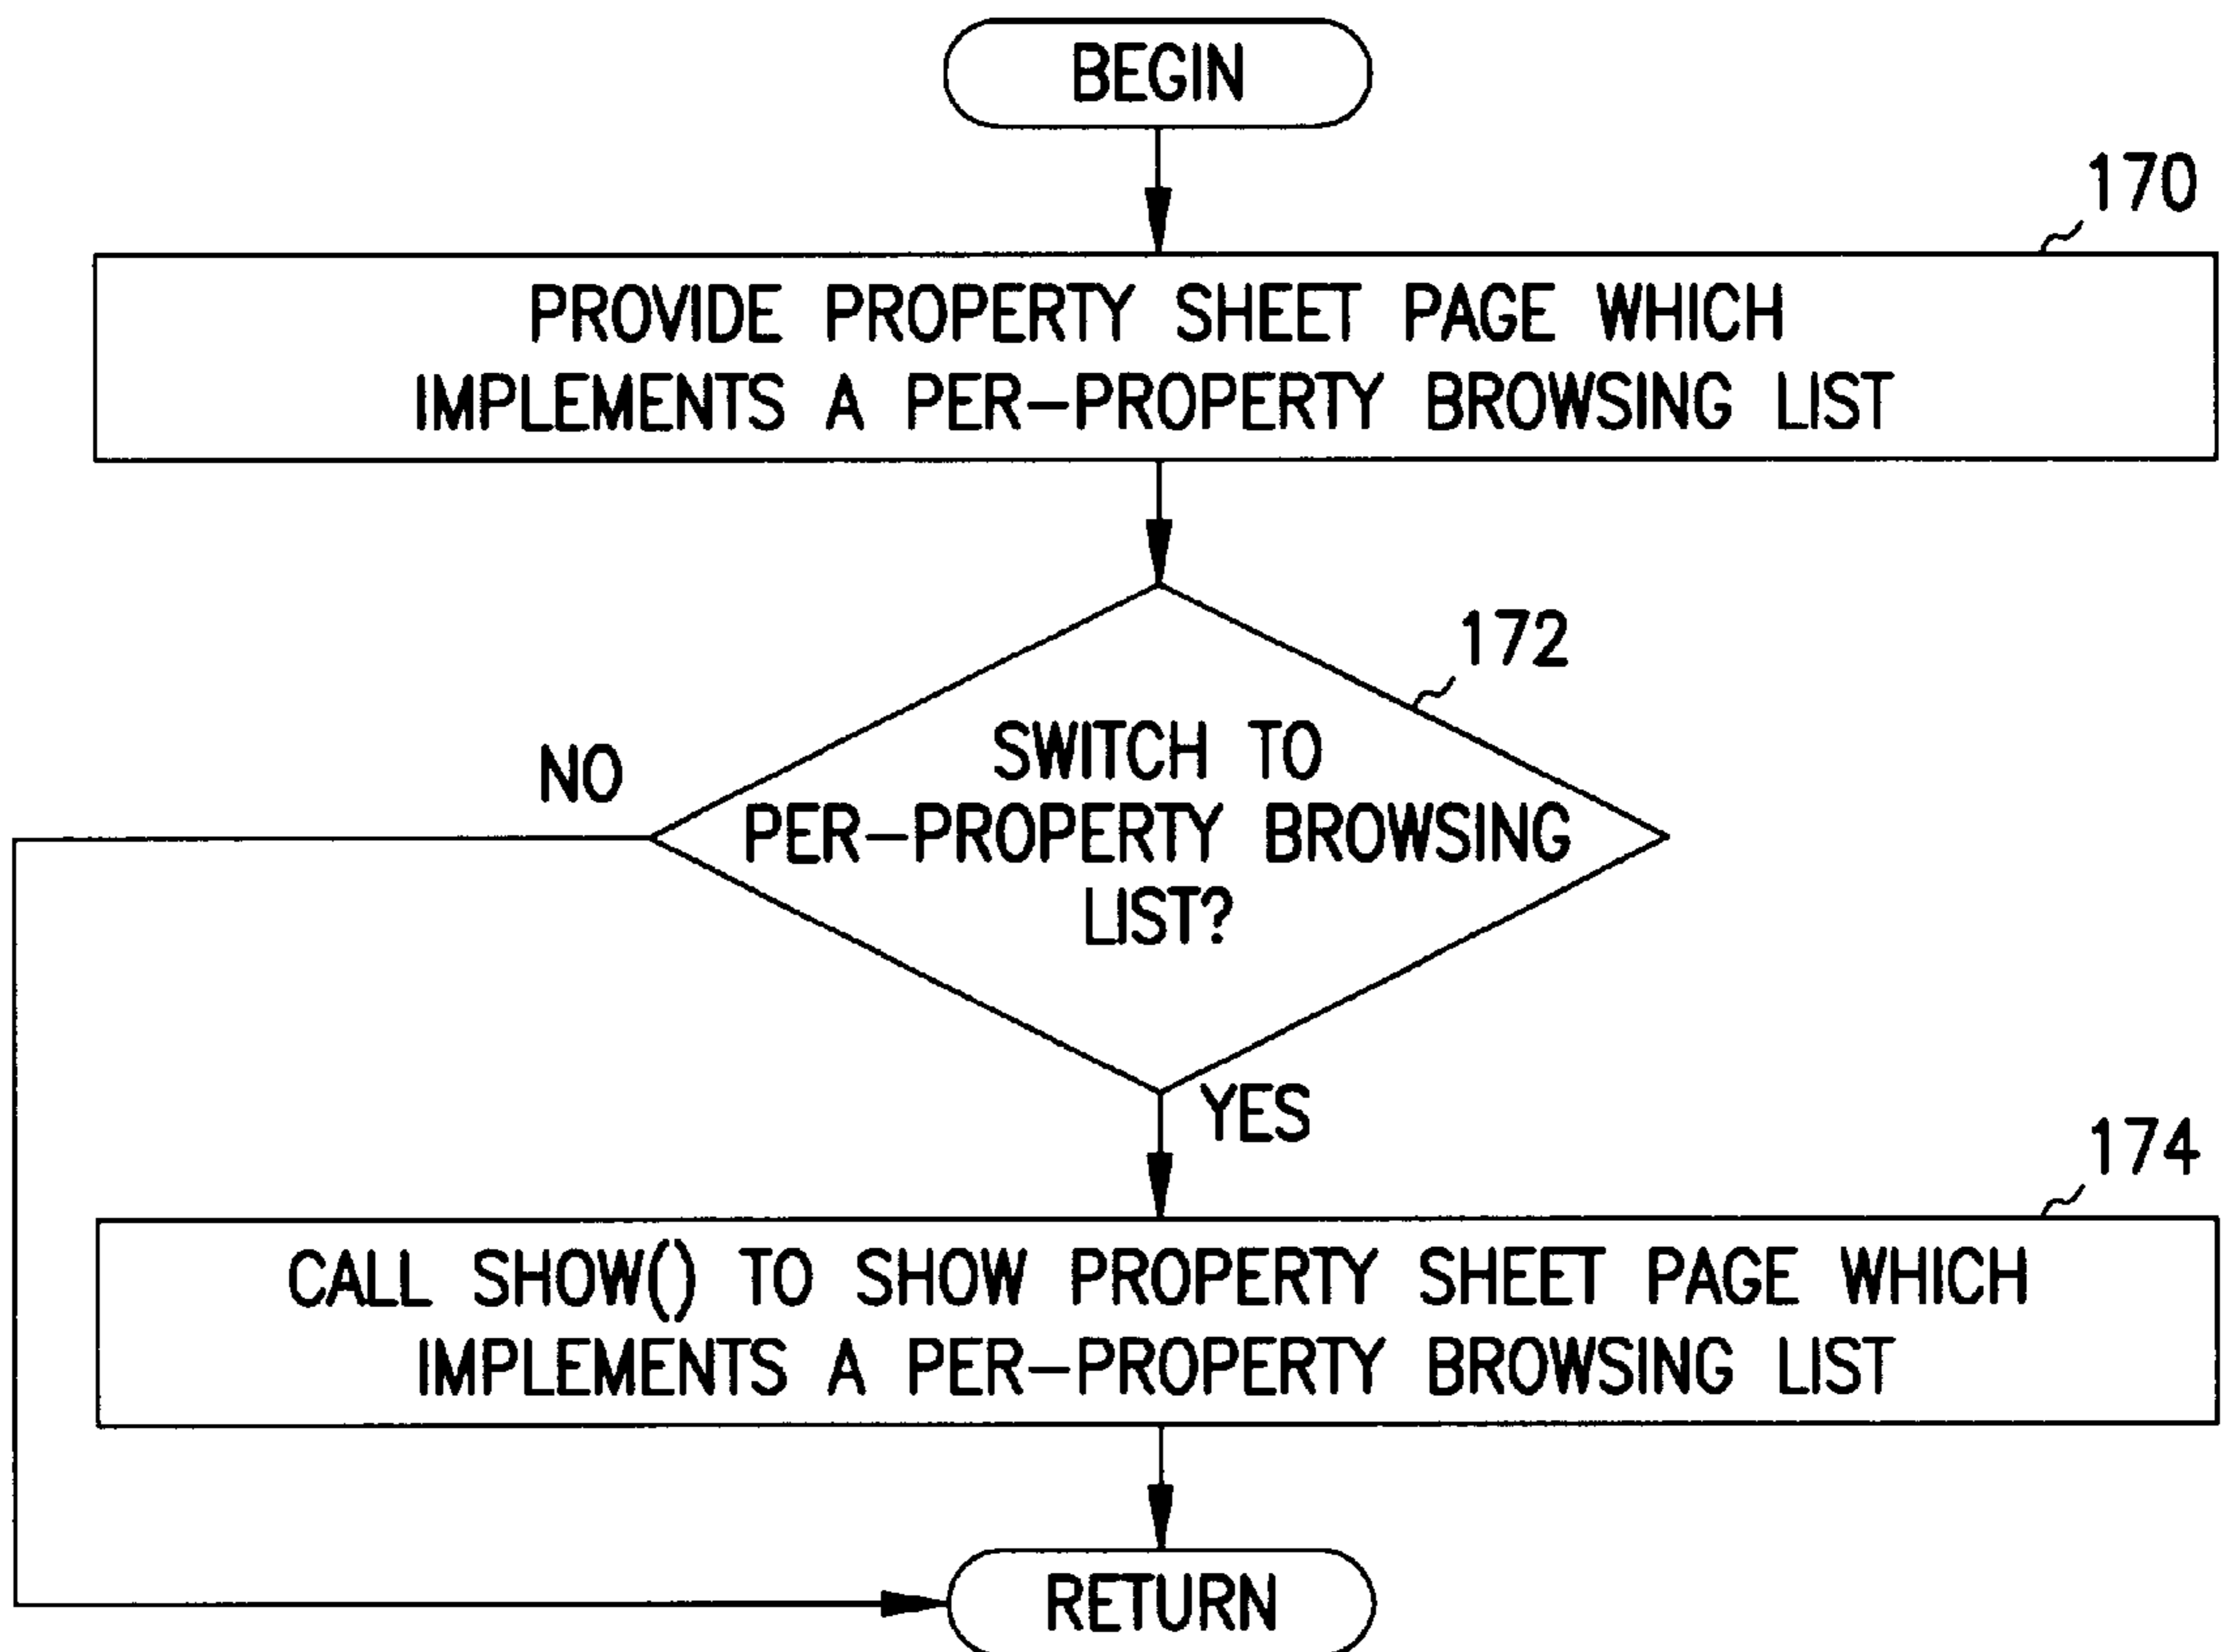 BEGIN
170
PROVIDE PROPERTY SHEET PAGE WHICH
IMPLEMENTS A PER-PROPERTY BROWSING LIST
172
SWITCH TO
PER-PROPERTY BROWSING
LIST?
NO
YES
174
CALL SHOW() TO SHOW PROPERTY SHEET PAGE WHICH
IMPLEMENTS A PER-PROPERTY BROWSING LIST
RETURN